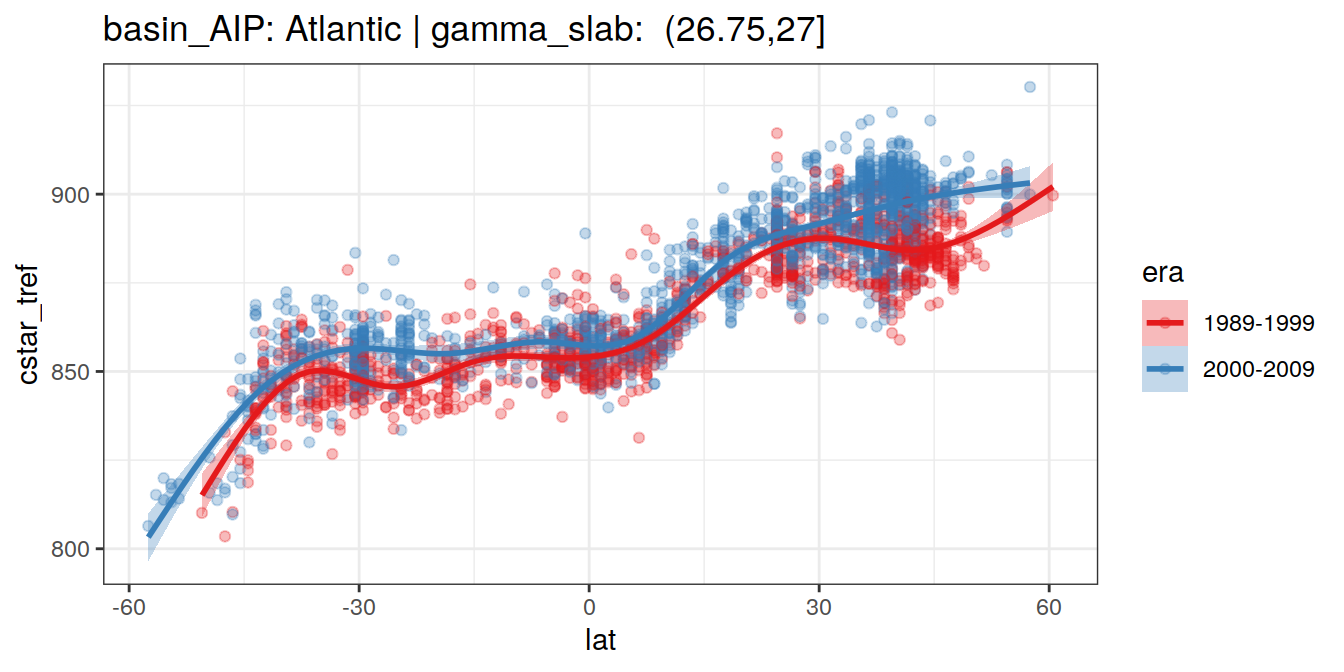 basin_AIP: Atlantic | gamma_slab:  (26.75,27]
cstar_tref
900
850
800
-60
-30
0
30
60
lat
era
1989-1999
2000-2009